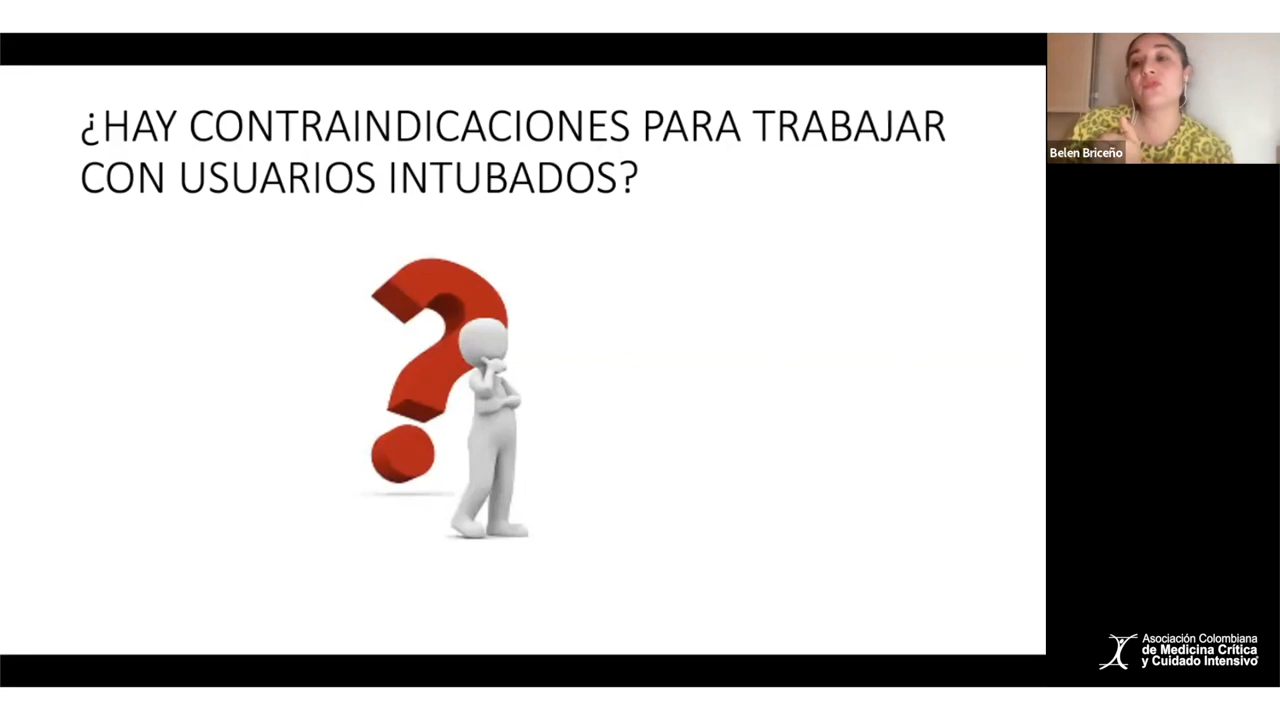 ¿HAY CONTRAINDICACIONES PARA TRABAJAR
CON USUARIOS INTUBADOS?
Belen Briceño
Asociación Colombiana
de Medicina Crítica
y Cuidado Intensivo